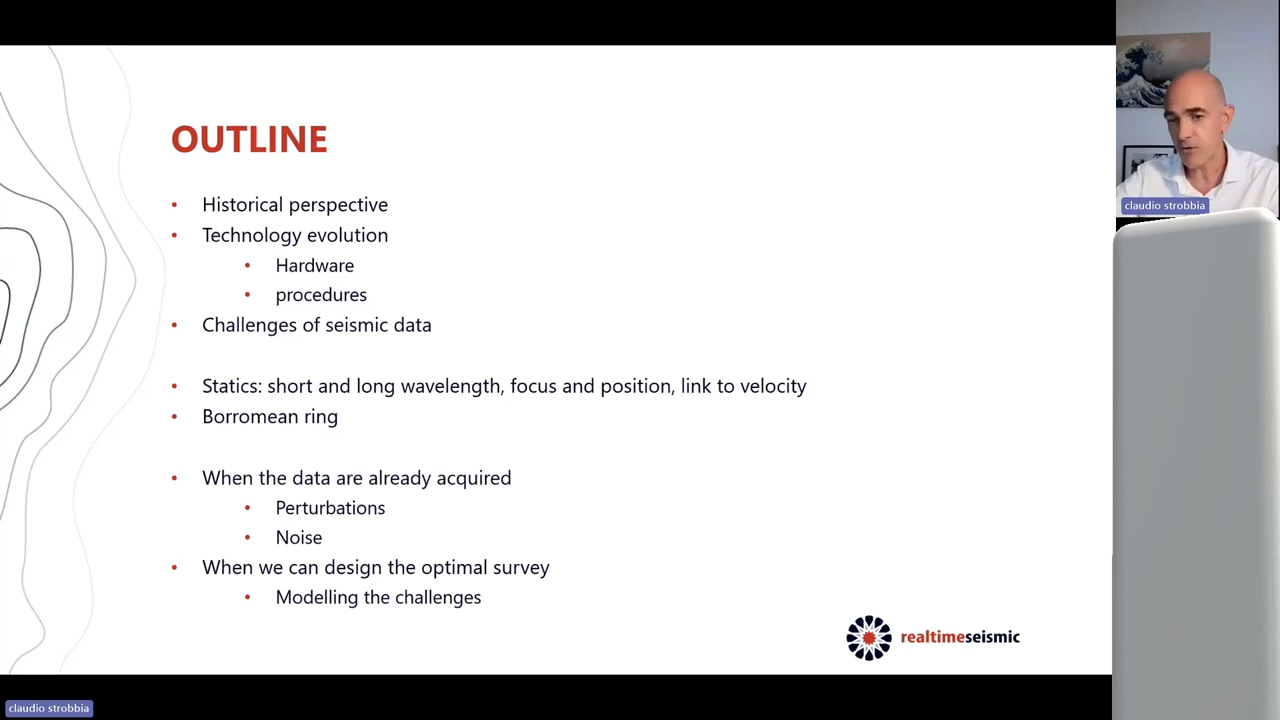 OUTLINE
• Historical perspective
• Technology evolution
• Hardware
• procedures
• Challenges of seismic data
• Statics: short and long wavelength, focus and position, link to velocity
• Borromean ring
• When the data are already acquired
• Perturbations
• Noise
• When we can design the optimal survey
• Modelling the challenges
realtimeseismic
claudio strobbia
claudio strobbia